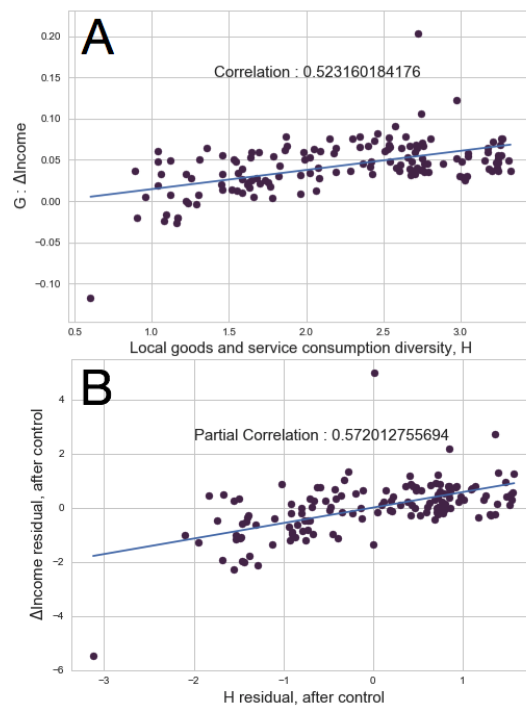 A
0.20
Correlation : 0.523160184176
0.15
0.10
G : ΔIncome
0.05
0.00
−0.05
−0.10
0.5 1.0 1.5 2.0 2.5 3.0
Local goods and service consumption diversity, H
B
4
Partial Correlation : 0.572012755694
2
ΔIncome residual, after control
0
−2
−4
−6
−3 −2 −1 0 1
H residual, after control